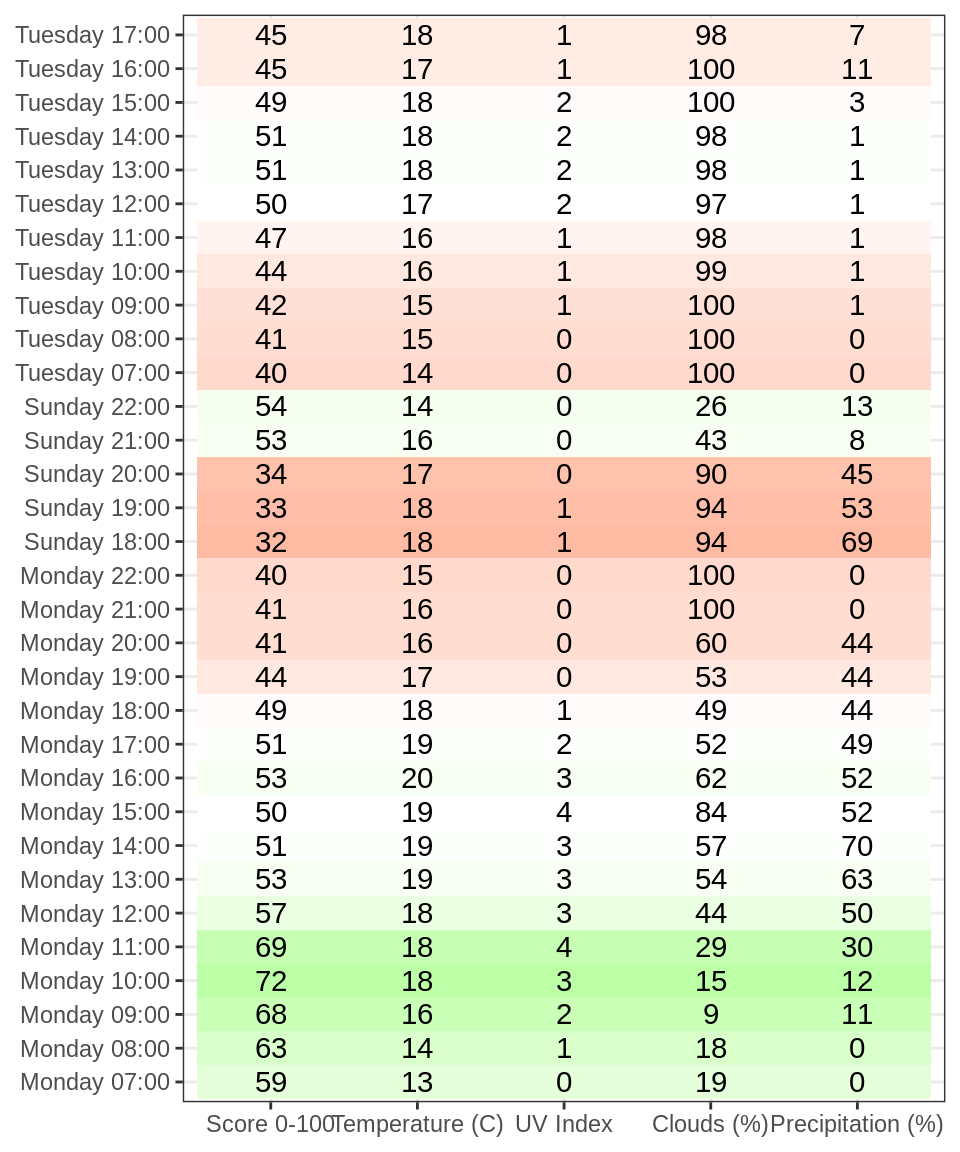 Tuesday 17:00 45 18 1 98 7
Tuesday 16:00 45 17 1 100 11
Tuesday 15:00 49 18 2 100 3
Tuesday 14:00 51 18 2 98 1
Tuesday 13:00 51 18 2 98 1
Tuesday 12:00 50 17 2 97 1
Tuesday 11:00 47 16 1 98 1
Tuesday 10:00 44 16 1 99 1
Tuesday 09:00 42 15 1 100 1
Tuesday 08:00 41 15 0 100 0
Tuesday 07:00 40 14 0 100 0
Sunday 22:00 54 14 0 26 13
Sunday 21:00 53 16 0 43 8
Sunday 20:00 34 17 0 90 45
Sunday 19:00 33 18 1 94 53
Sunday 18:00 32 18 1 94 69
Monday 22:00 40 15 0 100 0
Monday 21:00 41 16 0 100 0
Monday 20:00 41 16 0 60 44
Monday 19:00 44 17 0 53 44
Monday 18:00 49 18 1 49 44
Monday 17:00 51 19 2 52 49
Monday 16:00 53 20 3 62 52
Monday 15:00 50 19 4 84 52
Monday 14:00 51 19 3 57 70
Monday 13:00 53 19 3 54 63
Monday 12:00 57 18 3 44 50
Monday 11:00 69 18 4 29 30
Monday 10:00 72 18 3 15 12
Monday 09:00 68 16 2 9 11
Monday 08:00 63 14 1 18 0
Monday 07:00 59 13 0 19 0
Score 0-100 Temperature (C) UV Index Clouds (%) Precipitation (%)